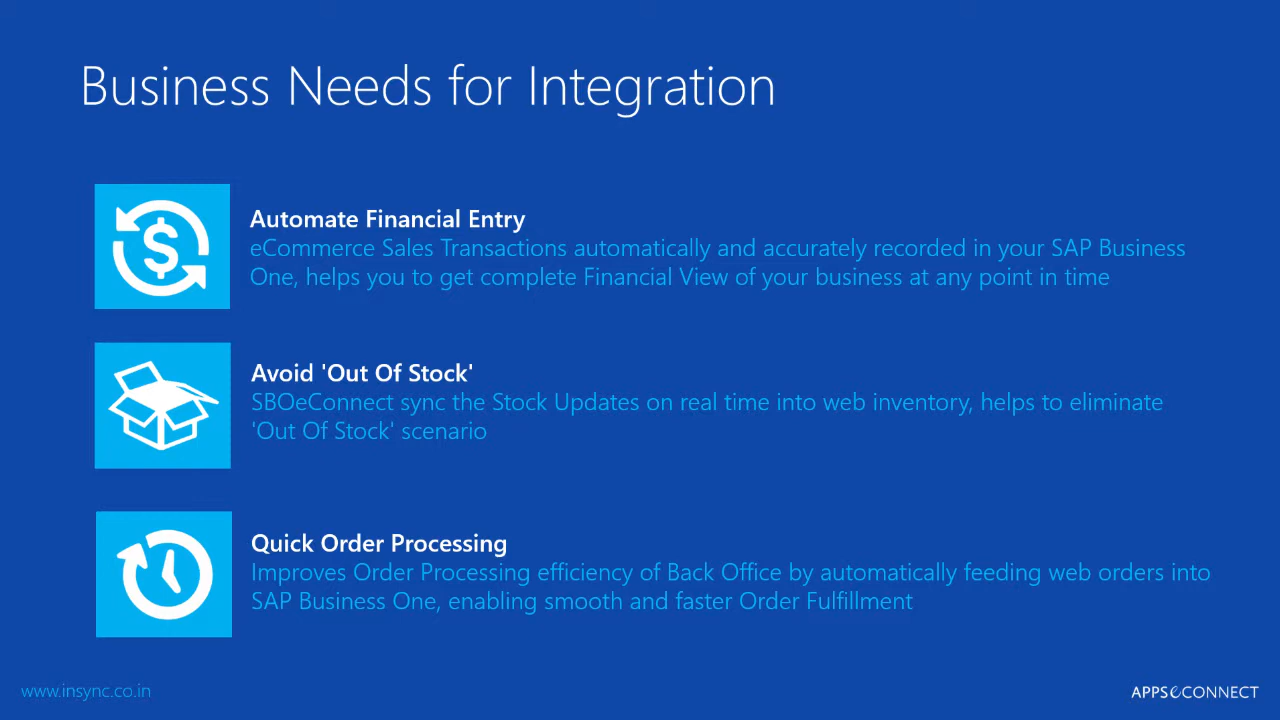 Business Needs for Integration
Automate Financial Entry
eCommerce Sales Transactions automatically and accurately recorded in your SAP Business
One, helps you to get complete Financial View of your business at any point in time
Avoid 'Out Of Stock'
SBOeConnect sync the Stock Updates on real time into web inventory, helps to eliminate
'Out Of Stock' scenario
Quick Order Processing
Improves Order Processing efficiency of Back Office by automatically feeding web orders into
SAP Business One, enabling smooth and faster Order Fulfillment
www.insync.co.in
APPSeCONNECT